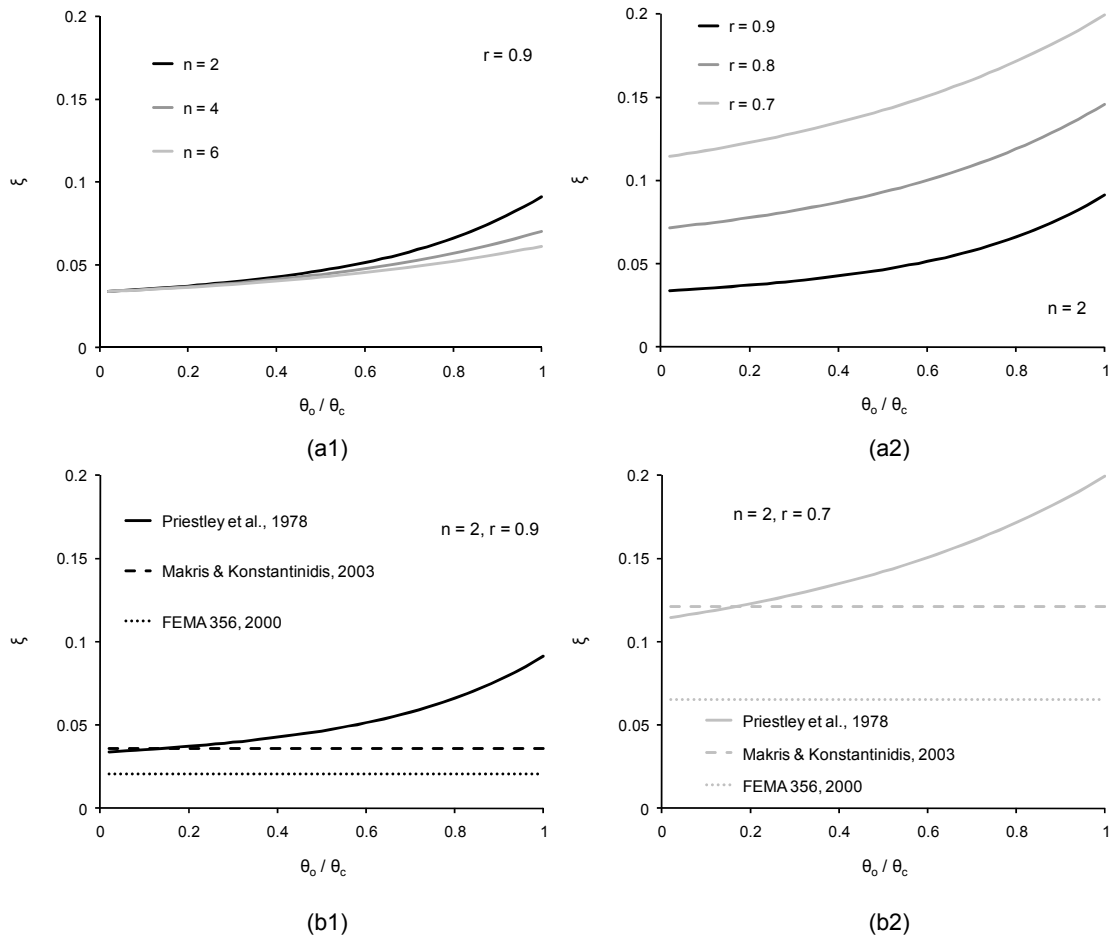 0.2
0.15
0.1
0.05
0
ξ
n = 2
n = 4
n = 6
r = 0.9
0 0.2 0.4 0.6 0.8 1
θo / θc
(a1)
0.2
0.15
0.1
0.05
0
ξ
r = 0.9
r = 0.8
r = 0.7
n = 2
0 0.2 0.4 0.6 0.8 1
θo / θc
(a2)
0.2
0.15
0.1
0.05
0
ξ
Priestley et al., 1978
n = 2, r = 0.9
Makris & Konstantinidis, 2003
FEMA 356, 2000
0 0.2 0.4 0.6 0.8 1
θo / θc
(b1)
0.2
0.15
0.1
0.05
0
ξ
n = 2, r = 0.7
Priestley et al., 1978
Makris & Konstantinidis, 2003
FEMA 356, 2000
0 0.2 0.4 0.6 0.8 1
θo / θc
(b2)